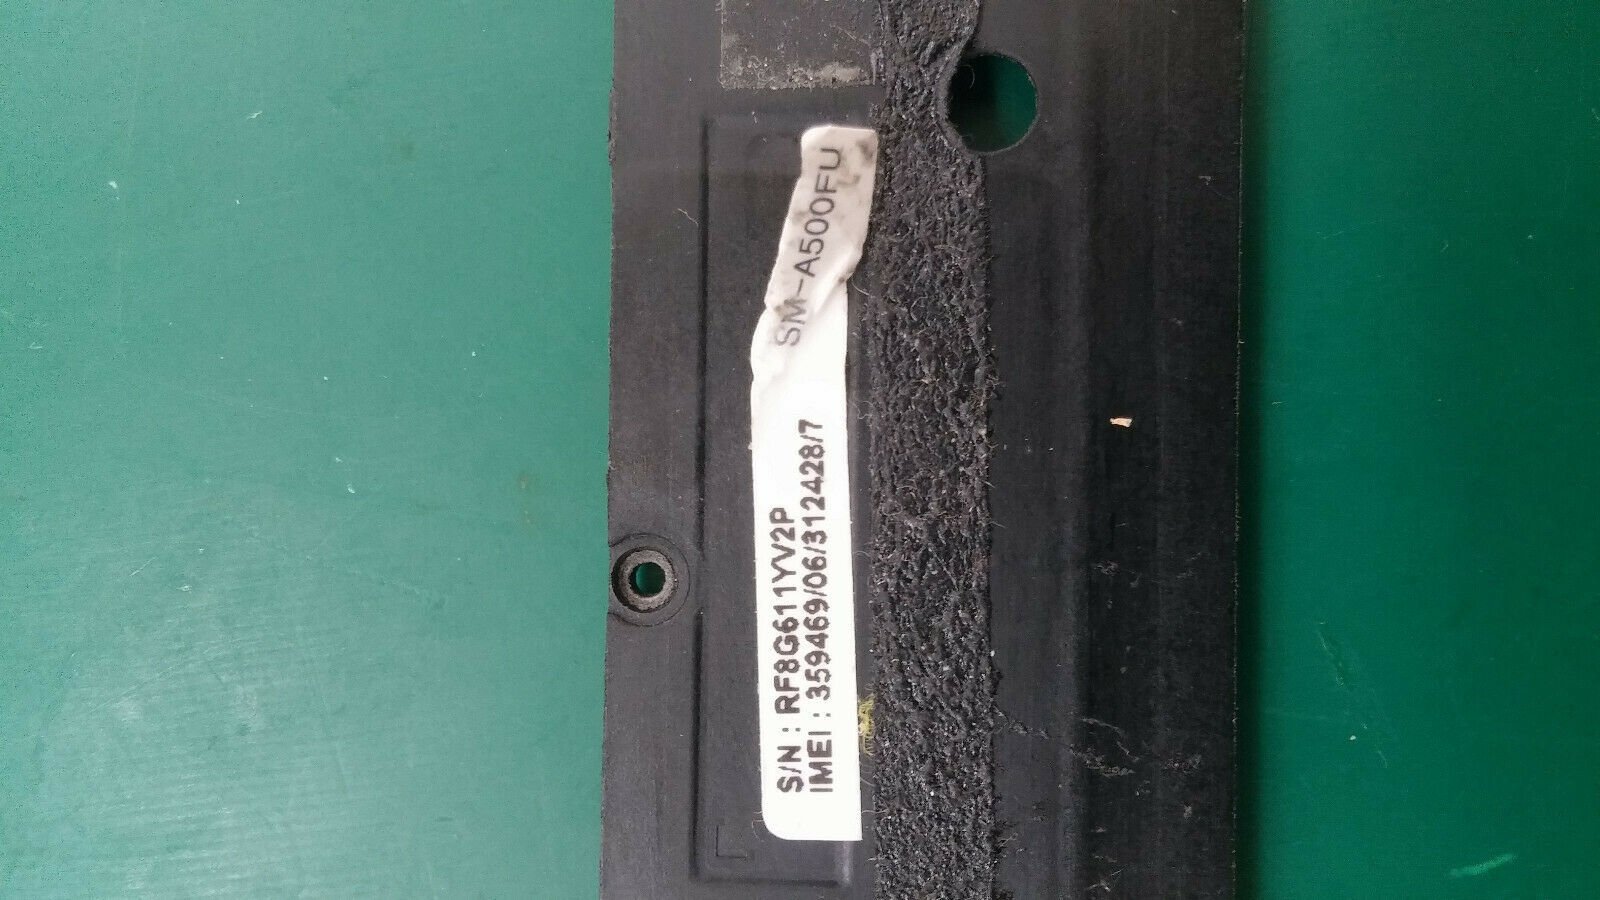 SM-A500FU
S/N : RF8G611YV2P
IMEI : 359469/06/312428/7